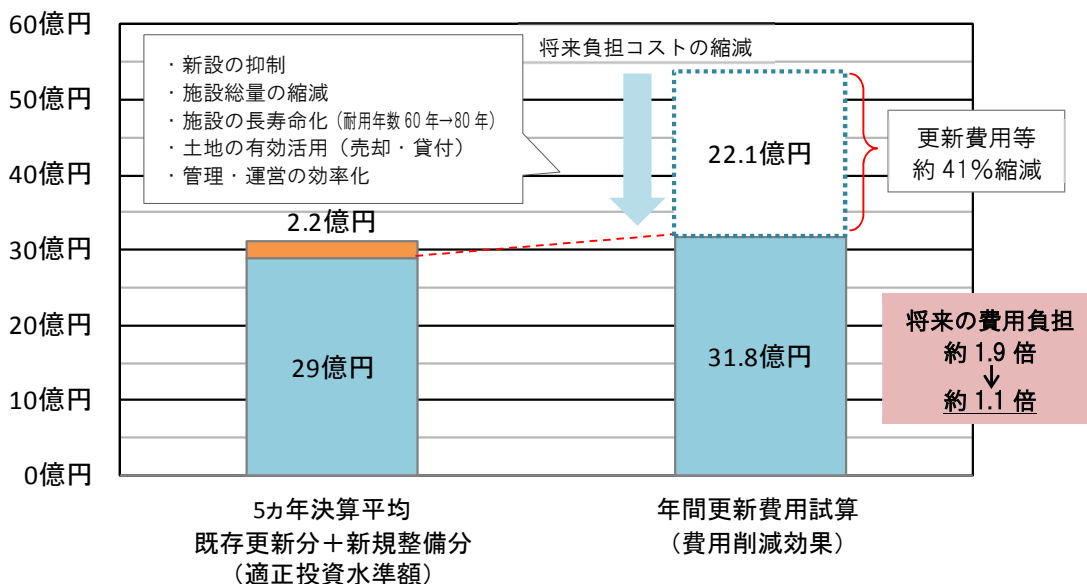 60億円
50億円
40億円
30億円
20億円
10億円
0億円
・新設の抑制
・施設総量の縮減
・施設の長寿命化（耐用年数 60 年→80 年）
・土地の有効活用（売却・貸付）
・管理・運営の効率化
将来負担コストの縮減
22.1億円
更新費用等
約 41％縮減
2.2億円
29億円
31.8億円
将来の費用負担
約 1.9 倍
↓
約 1.1 倍
5ヵ年決算平均
既存更新分＋新規整備分
（適正投資水準額）
年間更新費用試算
（費用削減効果）